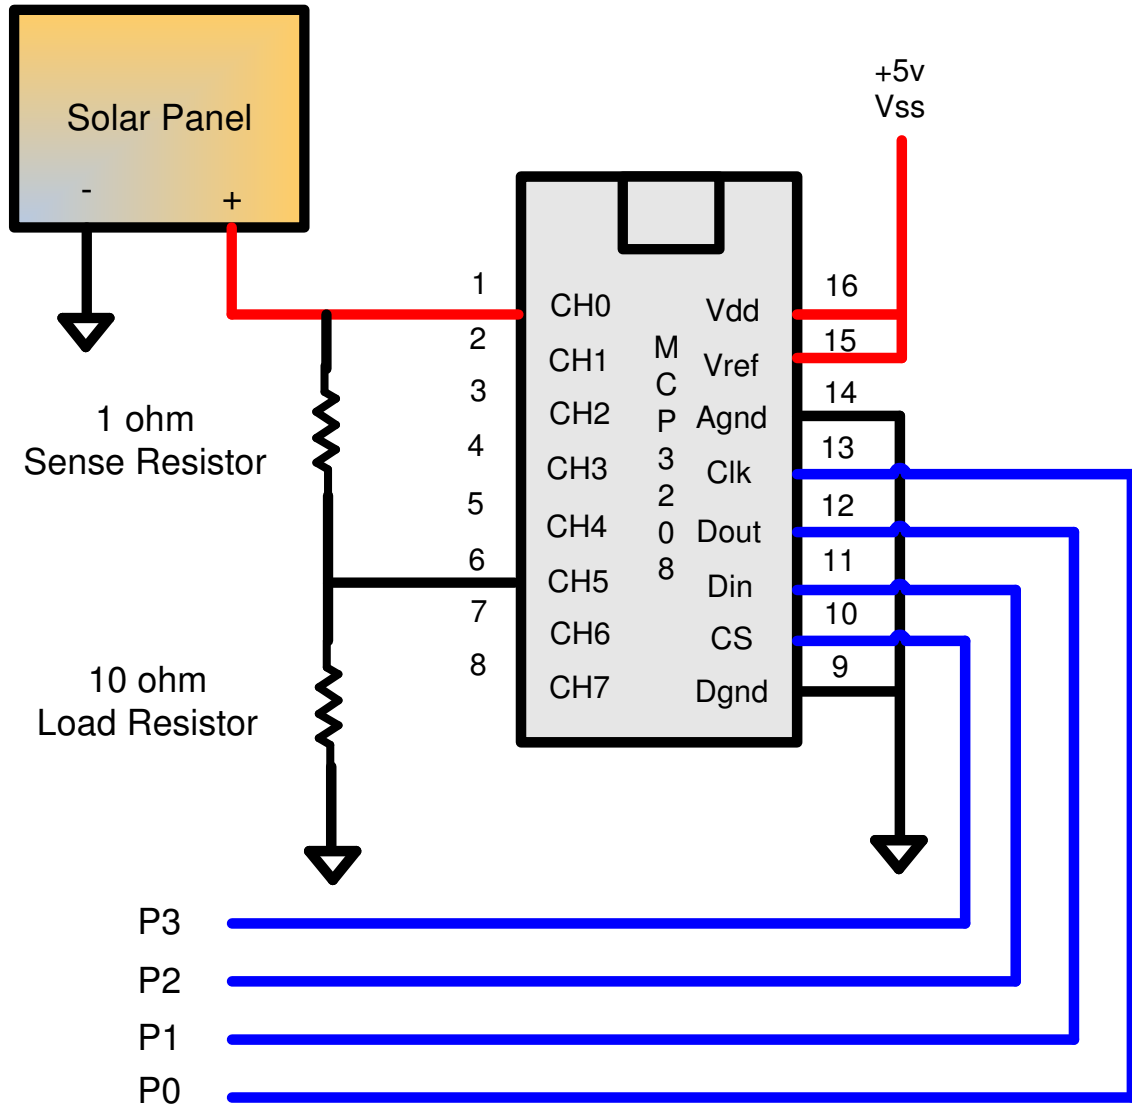 Solar Panel
-
+
+5v
Vss
1 ohm
Sense Resistor
10 ohm
Load Resistor
1
2
3
4
5
6
7
8
CH0
CH1
CH2
CH3
CH4
CH5
CH6
CH7
M
C
P
3
2
0
8
Vdd
Vref
Agnd
Clk
Dout
Din
CS
Dgnd
16
15
14
13
12
11
10
9
P3
P2
P1
P0